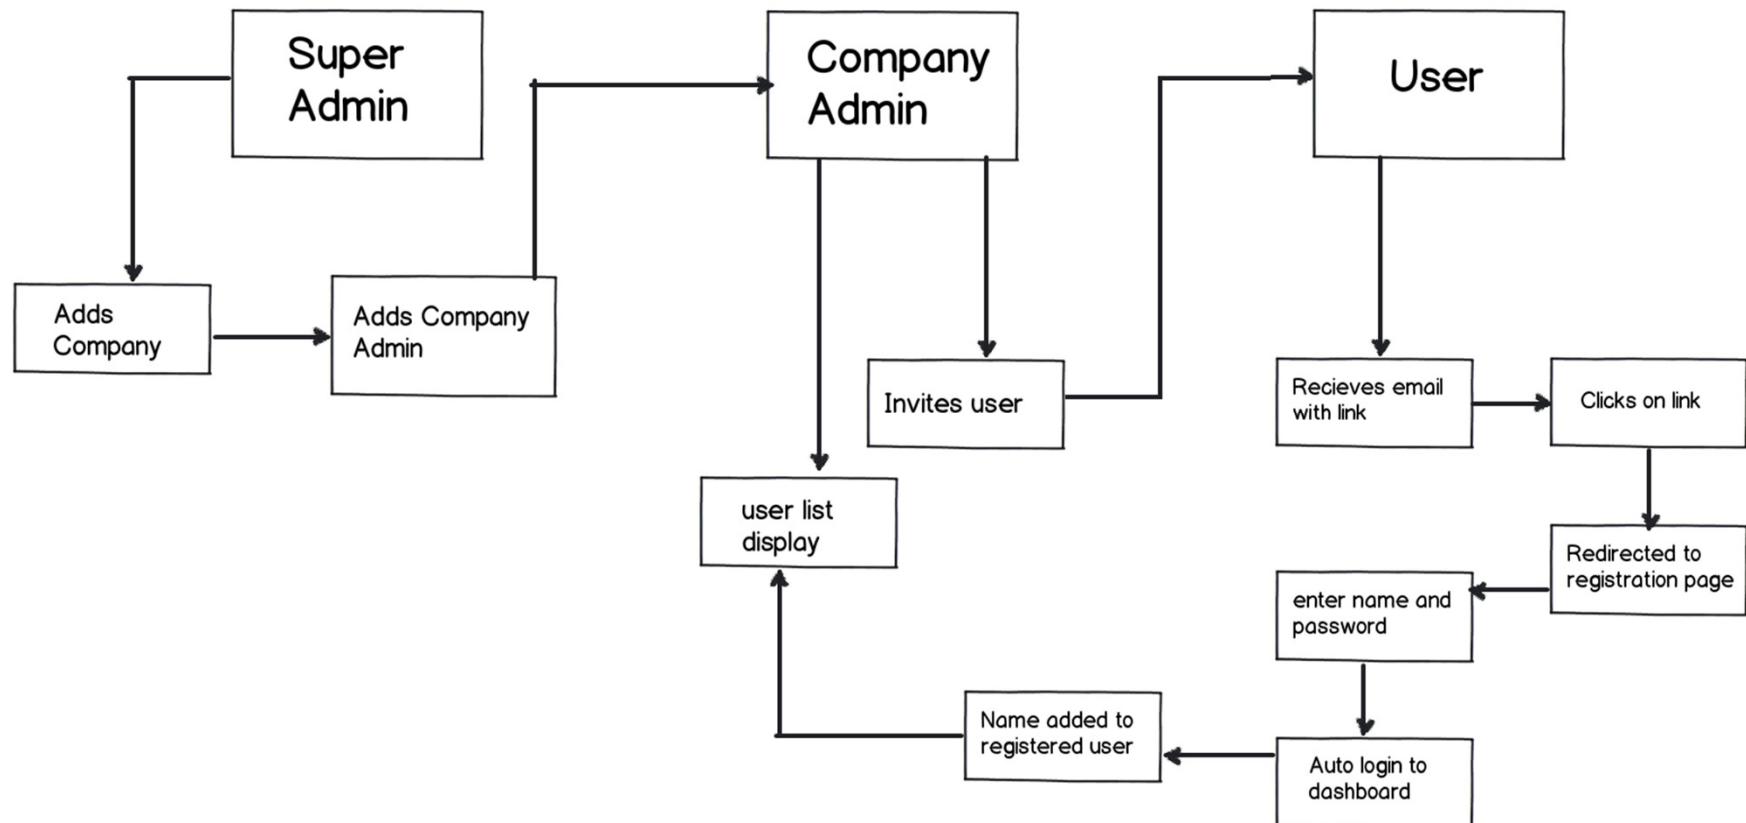 Super
Admin
Company
Admin
User
Adds
Company
Adds Company
Admin
Invites user
Recieves email
with link
Clicks on link
user list
display
Redirected to
registration page
enter name and
password
Name added to
registered user
Auto login to
dashboard